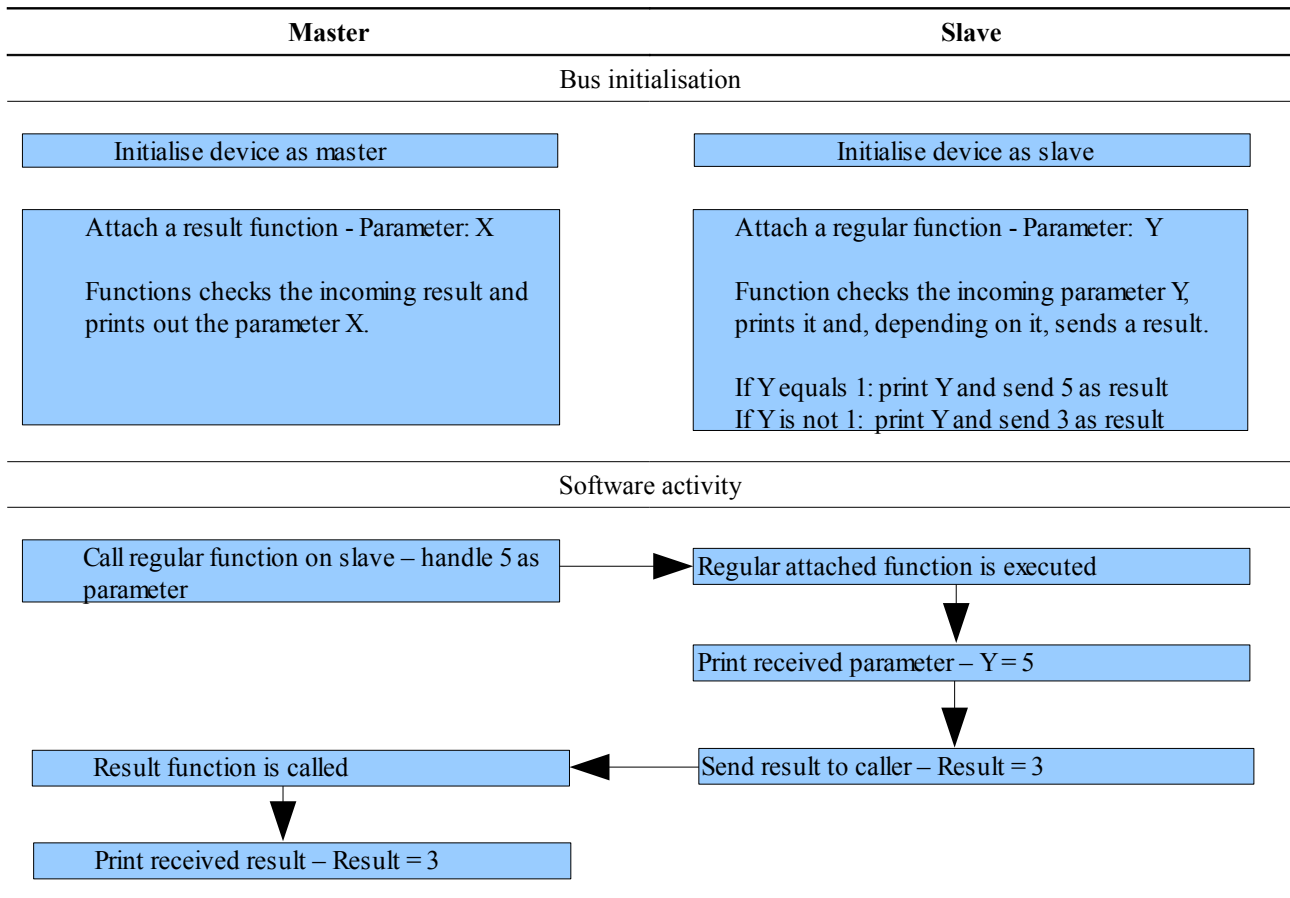 Master
Slave
Bus initialisation
Initialise device as master
Initialise device as slave
Attach a result function - Parameter: X
Functions checks the incoming result and
prints out the parameter X.
Attach a regular function - Parameter: Y
Function checks the incoming parameter Y,
prints it and, depending on it, sends a result.
If Y equals 1: print Y and send 5 as result
If Y is not 1: print Y and send 3 as result
Software activity
Call regular function on slave – handle 5 as
parameter
Regular attached function is executed
Print received parameter – Y = 5
Send result to caller – Result = 3
Result function is called
Print received result – Result = 3